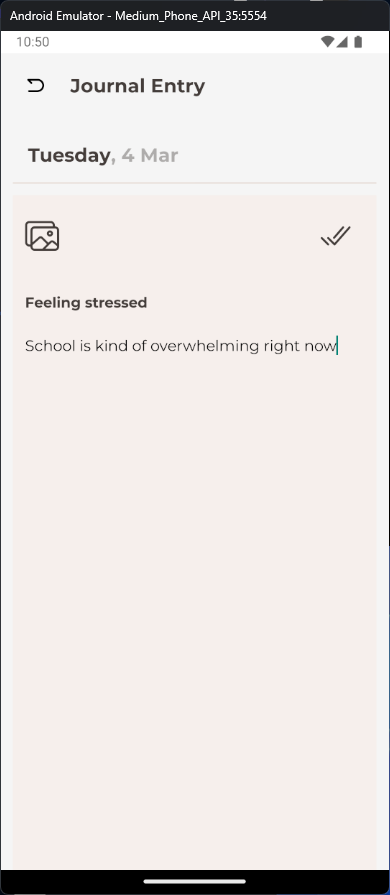 Android Emulator - Medium_Phone_API_35:5554
10:50
Journal Entry
Tuesday, 4 Mar
Feeling stressed
School is kind of overwhelming right now